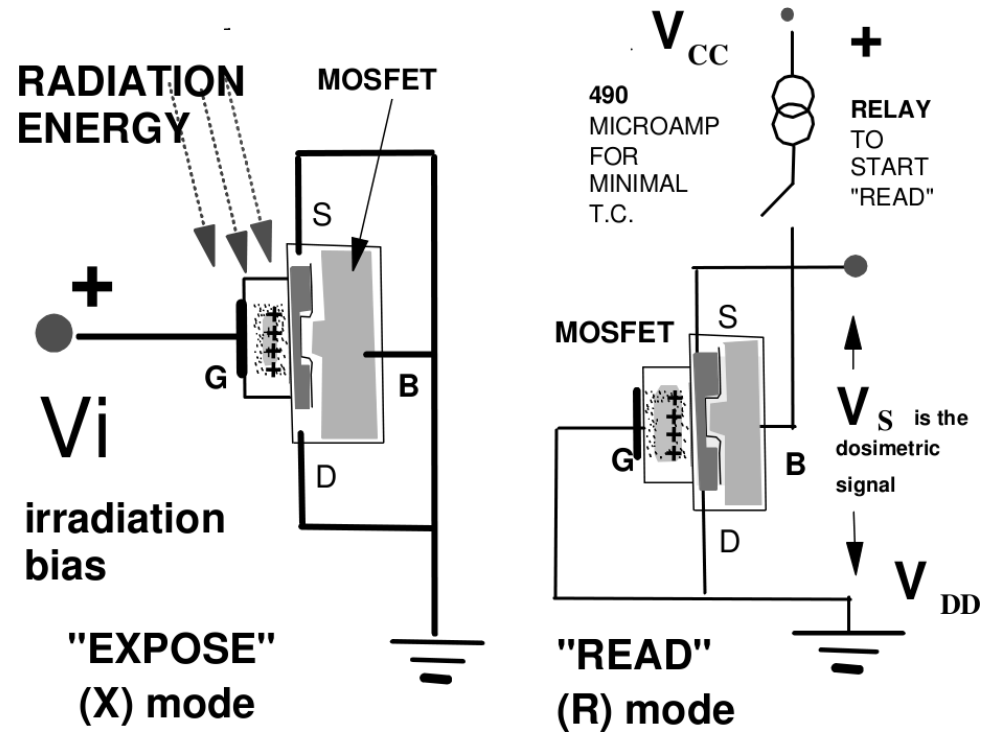 RADIATION
ENERGY
MOSFET
S
+
G
+
+
+
+
B
Vi
D
irradiation
bias
"EXPOSE"
(X) mode
V CC
+
490
MICROAMP
FOR
MINIMAL
T.C.
RELAY
TO
START
"READ"
MOSFET
S
G
+
+
+
+
B
V S is the
dosimetric
signal
D
V DD
"READ"
(R) mode